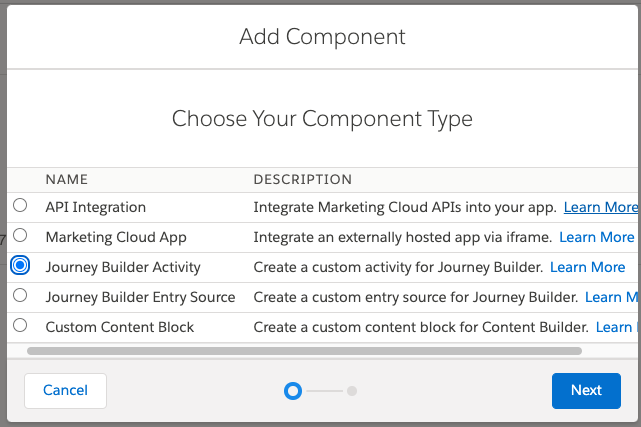 Add Component
Choose Your Component Type
NAME DESCRIPTION
API Integration Integrate Marketing Cloud APIs into your app. Learn More
7 Marketing Cloud App Integrate an externally hosted app via iframe. Learn More
Journey Builder Activity Create a custom activity for Journey Builder. Learn More
Journey Builder Entry Source Create a custom entry source for Journey Builder. Learn M
Custom Content Block Create a custom content block for Content Builder. Learn
Cancel Next